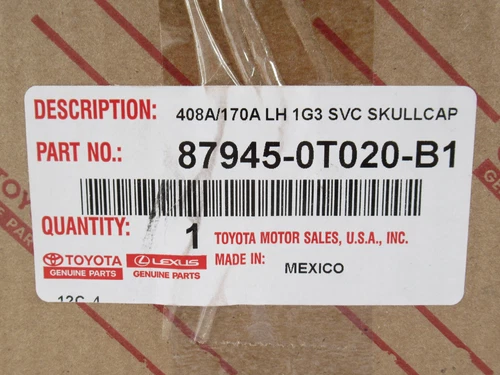 DESCRIPTION: 408A/170A LH 1G3 SVC SKULLCAP
PART NO.: 87945-0T020-B1
QUANTITY: 1 TOYOTA MOTOR SALES, U.S.A., INC.
TOYOTA LEXUS MADE IN: MEXICO
GENUINE PARTS GENUINE PARTS
TOYOTA